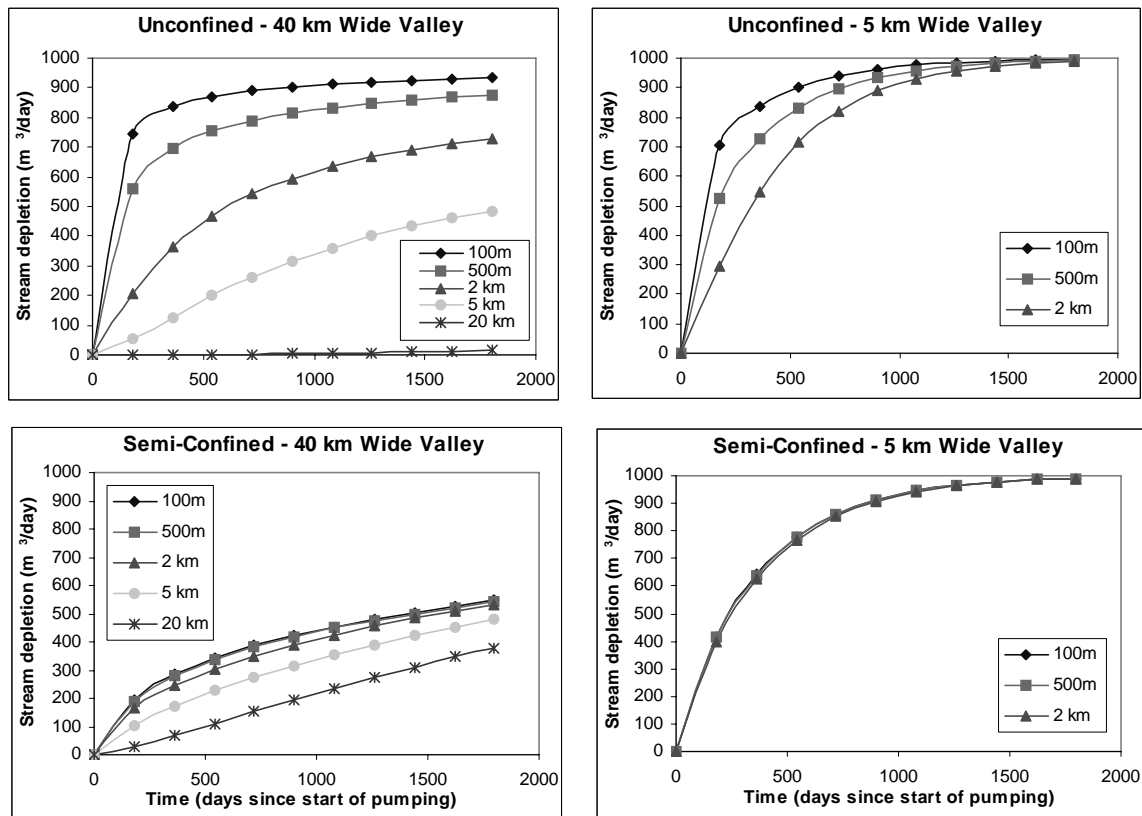 Unconfined - 40 km Wide Valley
Stream depletion (m ³/day)
1000
900
800
700
600
500
400
300
200
100
0
0 500 1000 1500 2000
100m
500m
2 km
5 km
20 km
Unconfined - 5 km Wide Valley
Stream depletion (m ³/day)
1000
900
800
700
600
500
400
300
200
100
0
0 500 1000 1500 2000
100m
500m
2 km
Semi-Confined - 40 km Wide Valley
Stream depletion (m ³/day)
1000
900
800
700
600
500
400
300
200
100
0
0 500 1000 1500 2000
Time (days since start of pumping)
100m
500m
2 km
5 km
20 km
Semi-Confined - 5 km Wide Valley
Stream depletion (m ³/day)
1000
900
800
700
600
500
400
300
200
100
0
0 500 1000 1500 2000
Time (days since start of pumping)
100m
500m
2 km